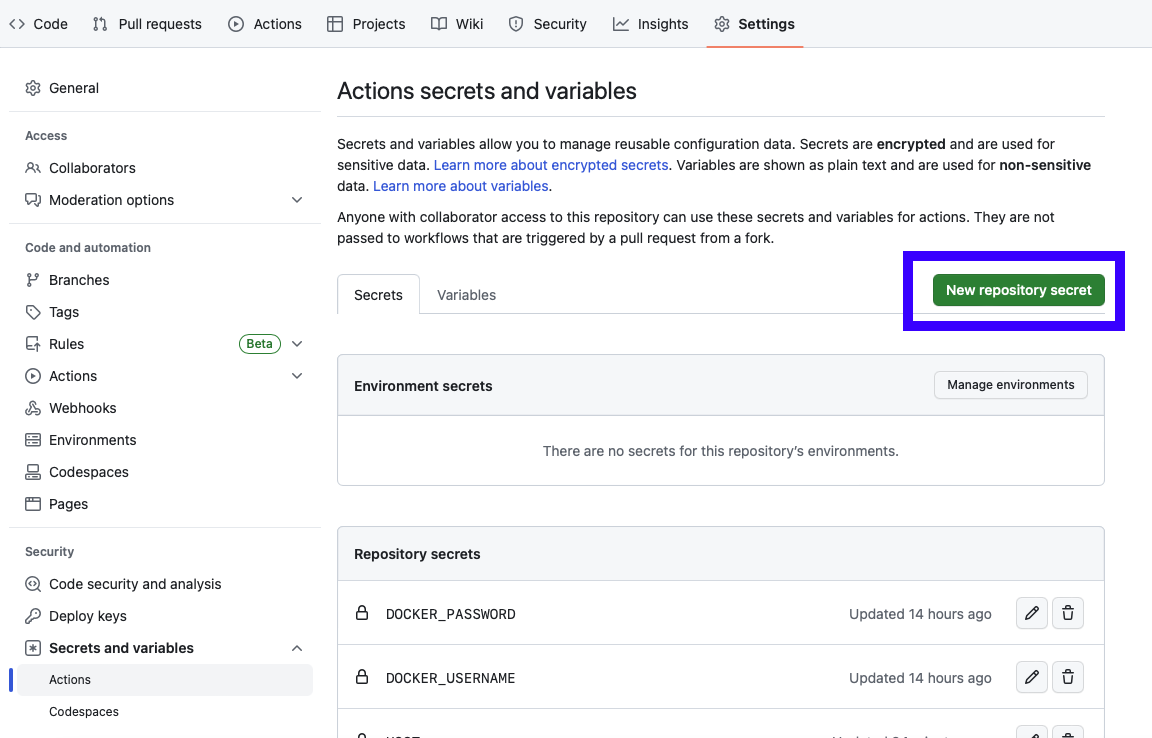 Code Pull requests Actions Projects Wiki Security Insights Settings
General
Access
Collaborators
Moderation options
Code and automation
Branches
Tags
Rules Beta
Actions
Webhooks
Environments
Codespaces
Pages
Security
Code security and analysis
Deploy keys
Secrets and variables
Actions
Codespaces
Actions secrets and variables
Secrets and variables allow you to manage reusable configuration data. Secrets are encrypted and are used for
sensitive data. Learn more about encrypted secrets. Variables are shown as plain text and are used for non-sensitive
data. Learn more about variables.
Anyone with collaborator access to this repository can use these secrets and variables for actions. They are not
passed to workflows that are triggered by a pull request from a fork.
Secrets Variables New repository secret
Environment secrets Manage environments
There are no secrets for this repository's environments.
Repository secrets
DOCKER_PASSWORD Updated 14 hours ago
DOCKER_USERNAME Updated 14 hours ago